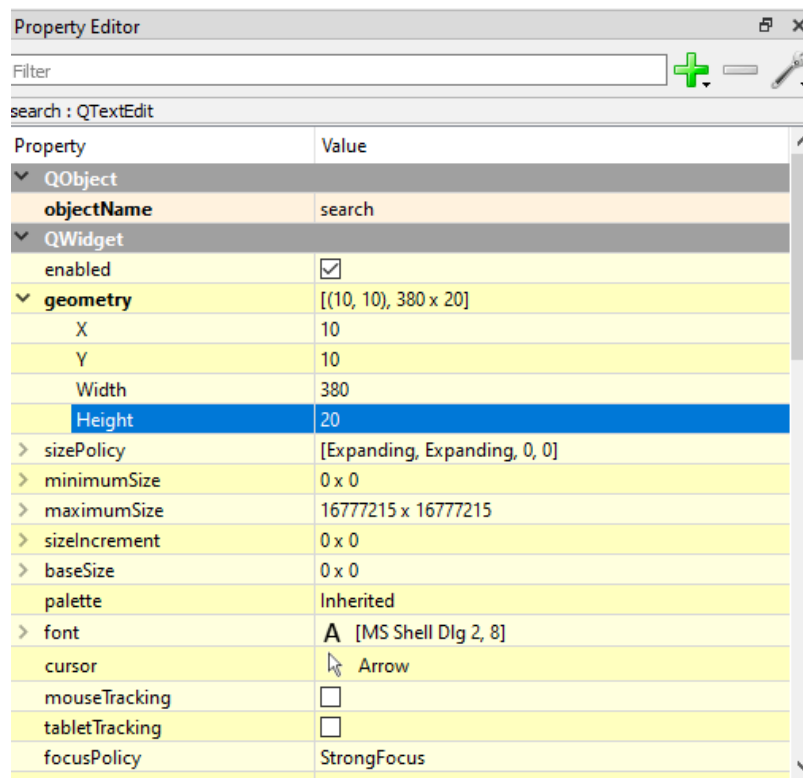 Property Editor
Filter
search : QTextEdit
Property Value
QObject
objectName search
QWidget
enabled
geometry [(10, 10), 380 x 20]
X 10
Y 10
Width 380
Height 20
sizePolicy [Expanding, Expanding, 0, 0]
minimumSize 0 x 0
maximumSize 16777215 x 16777215
sizeIncrement 0 x 0
baseSize 0 x 0
palette Inherited
font A [MS Shell Dlg 2, 8]
cursor Arrow
mouseTracking
tabletTracking
focusPolicy StrongFocus